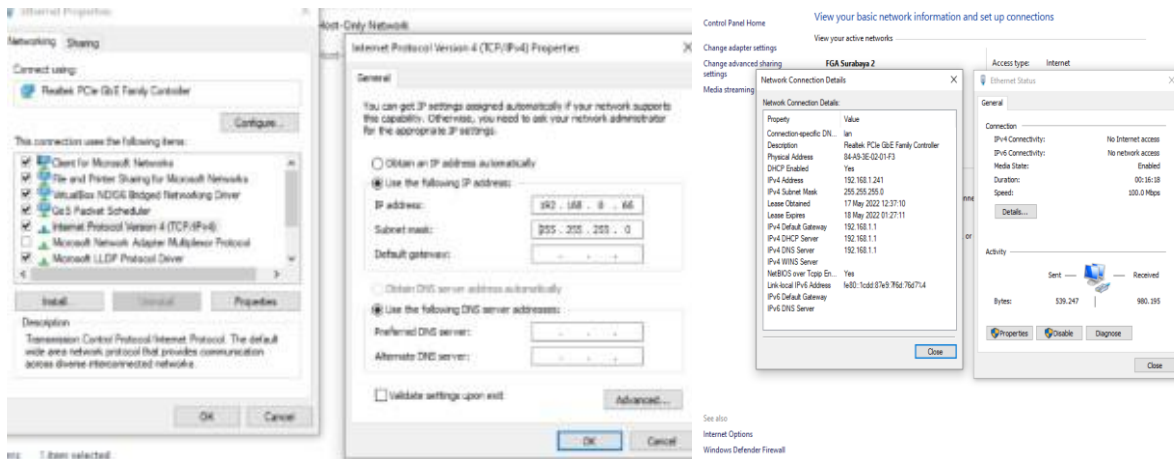 Ethernet Properties
Networking Sharing
Connect using:
Realtek PCIe GbE Family Controller
Configure...
This connection uses the following items:
Client for Microsoft Networks
File and Printer Sharing for Microsoft Networks
VirtualBox NDIS6 Bridged Networking Driver
QoS Packet Scheduler
Internet Protocol Version 4 (TCP/IPv4)
Microsoft Network Adapter Multiplexor Protocol
Microsoft LLDP Protocol Driver
Install... Uninstall Properties
Description
Transmission Control Protocol/Internet Protocol. The default
wide area network protocol that provides communication
across diverse interconnected networks.
OK Cancel
1 item selected
Host-Only Network
Internet Protocol Version 4 (TCP/IPv4) Properties
General
You can get IP settings assigned automatically if your network supports
this capability. Otherwise, you need to ask your network administrator
for the appropriate IP settings.
Obtain an IP address automatically
Use the following IP address:
IP address: 192 . 168 . 0 . 66
Subnet mask: 255 . 255 . 255 . 0
Default gateway: . . .
Obtain DNS server address automatically
Use the following DNS server addresses:
Preferred DNS server: . . .
Alternate DNS server: . . .
Validate settings upon exit
Advanced...
OK Cancel
Control Panel Home
Change adapter settings
Change advanced sharing
settings
Media streaming
View your basic network information and set up connections
View your active networks
FGA Surabaya 2
Access type: Internet
Network Connection Details
Network Connection Details:
Property Value
Connection-specific DN... lan
Description Realtek PCIe GbE Family Controller
Physical Address 84-A9-3E-02-01-F3
DHCP Enabled Yes
IPv4 Address 192.168.1.241
IPv4 Subnet Mask 255.255.255.0
Lease Obtained 17 May 2022 12:37:10
Lease Expires 18 May 2022 01:27:11
IPv4 Default Gateway 192.168.1.1
IPv4 DHCP Server 192.168.1.1
IPv4 DNS Server 192.168.1.1
IPv4 WINS Server
NetBIOS over Tcpip En... Yes
Link-local IPv6 Address
IPv6 Default Gateway
IPv6 DNS Server
Close
Ethernet Status
General
Connection
IPv4 Connectivity: No Internet access
IPv6 Connectivity: No network access
Media State: Enabled
Duration: 00:16:18
Speed: 100.0 Mbps
Details...
Activity
Sent Received
Bytes: 539.247 980.195
Properties Disable Diagnose
Close
or
See also
Internet Options
Windows Defender Firewall